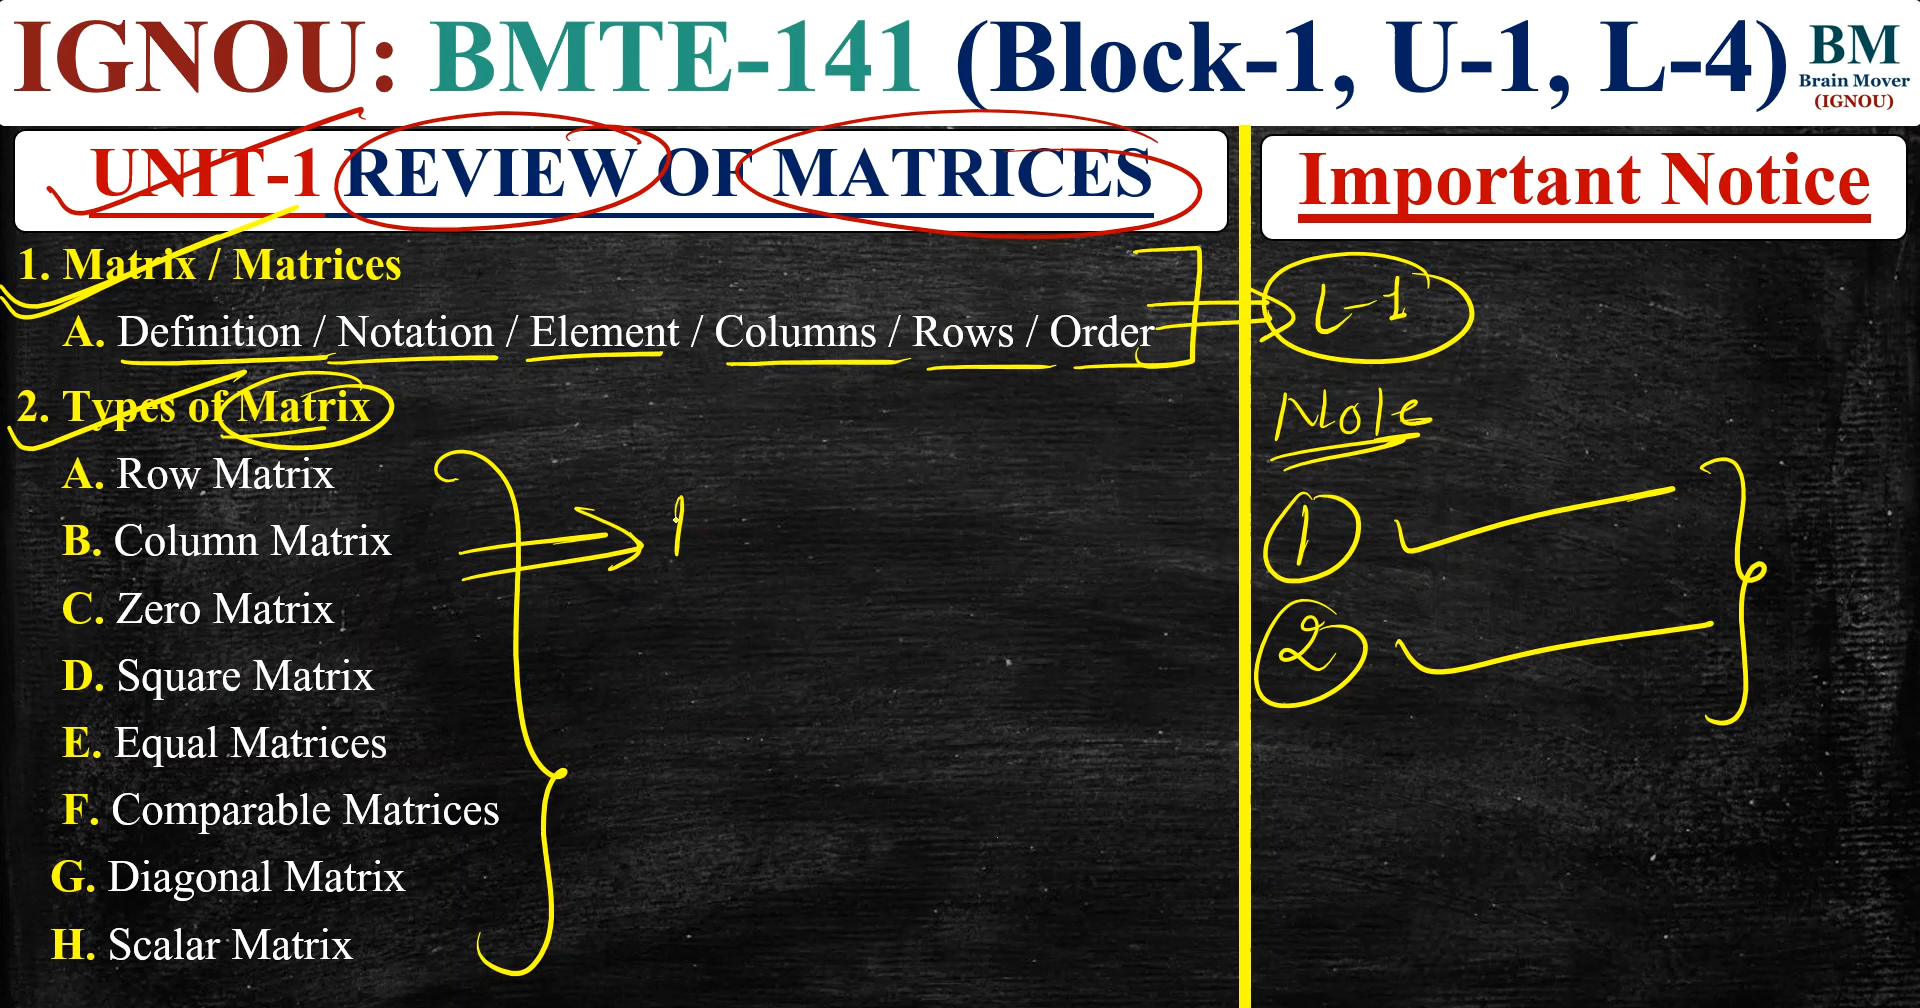 IGNOU: BMTE-141 (Block-1, U-1, L-4)
BM
Brain Mover
(IGNOU)
UNIT-1 REVIEW OF MATRICES
Important Notice
1. Matrix / Matrices
A. Definition / Notation / Element / Columns / Rows / Order
L-1
2. Types of Matrix
Note
A. Row Matrix
B. Column Matrix
1
C. Zero Matrix
2
D. Square Matrix
E. Equal Matrices
F. Comparable Matrices
G. Diagonal Matrix
H. Scalar Matrix